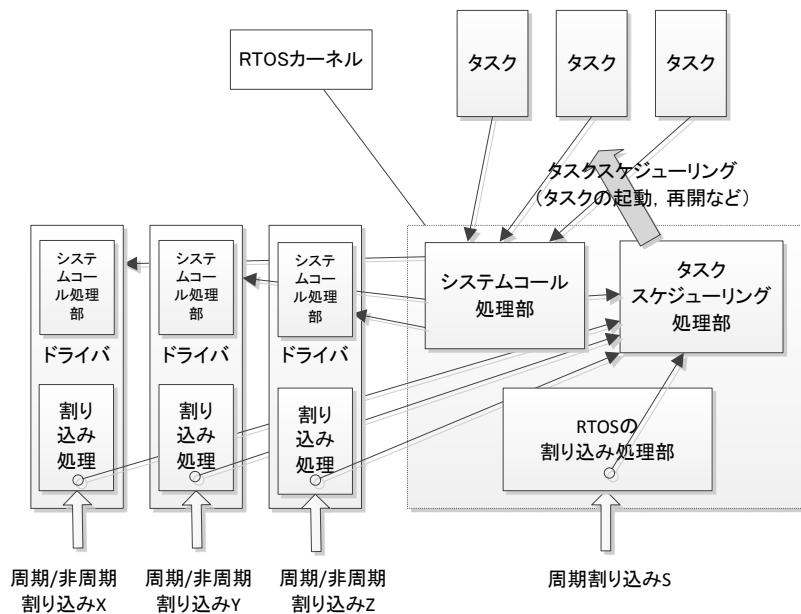 RTOSカーネル
タスク
タスク
タスク
タスクスケジューリング
（タスクの起動，再開など）
システ
ムコー
ル処理
部
ドライバ
割り
込み
処理
システ
ムコー
ル処理
部
ドライバ
割り
込み
処理
システ
ムコー
ル処理
部
ドライバ
割り
込み
処理
システムコール
処理部
タスク
スケジューリング
処理部
RTOSの
割り込み処理部
周期/非周期
割り込みX
周期/非周期
割り込みY
周期/非周期
割り込みZ
周期割り込みS